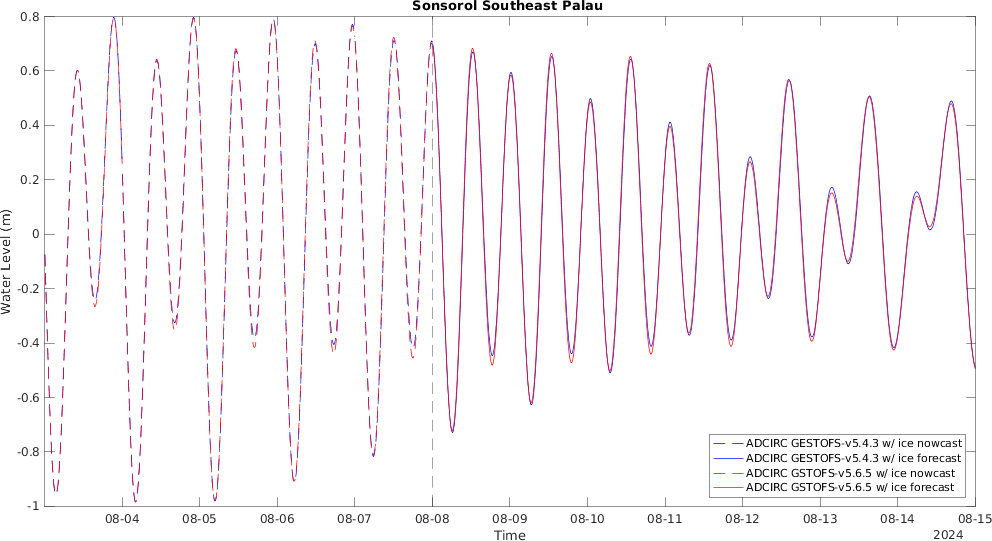 Sonsorol Southeast Palau
Water Level (m)
0.8
0.6
0.4
0.2
0
-0.2
-0.4
-0.6
-0.8
-1
ADCIRC GESTOFS-v5.4.3 w/ ice nowcast
ADCIRC GESTOFS-v5.4.3 w/ ice forecast
ADCIRC GSTOFS-v5.6.5 w/ ice nowcast
ADCIRC GSTOFS-v5.6.5 w/ ice forecast
08-04 08-05 08-06 08-07 08-08 08-09 08-10 08-11 08-12 08-13 08-14 08-15
Time
2024